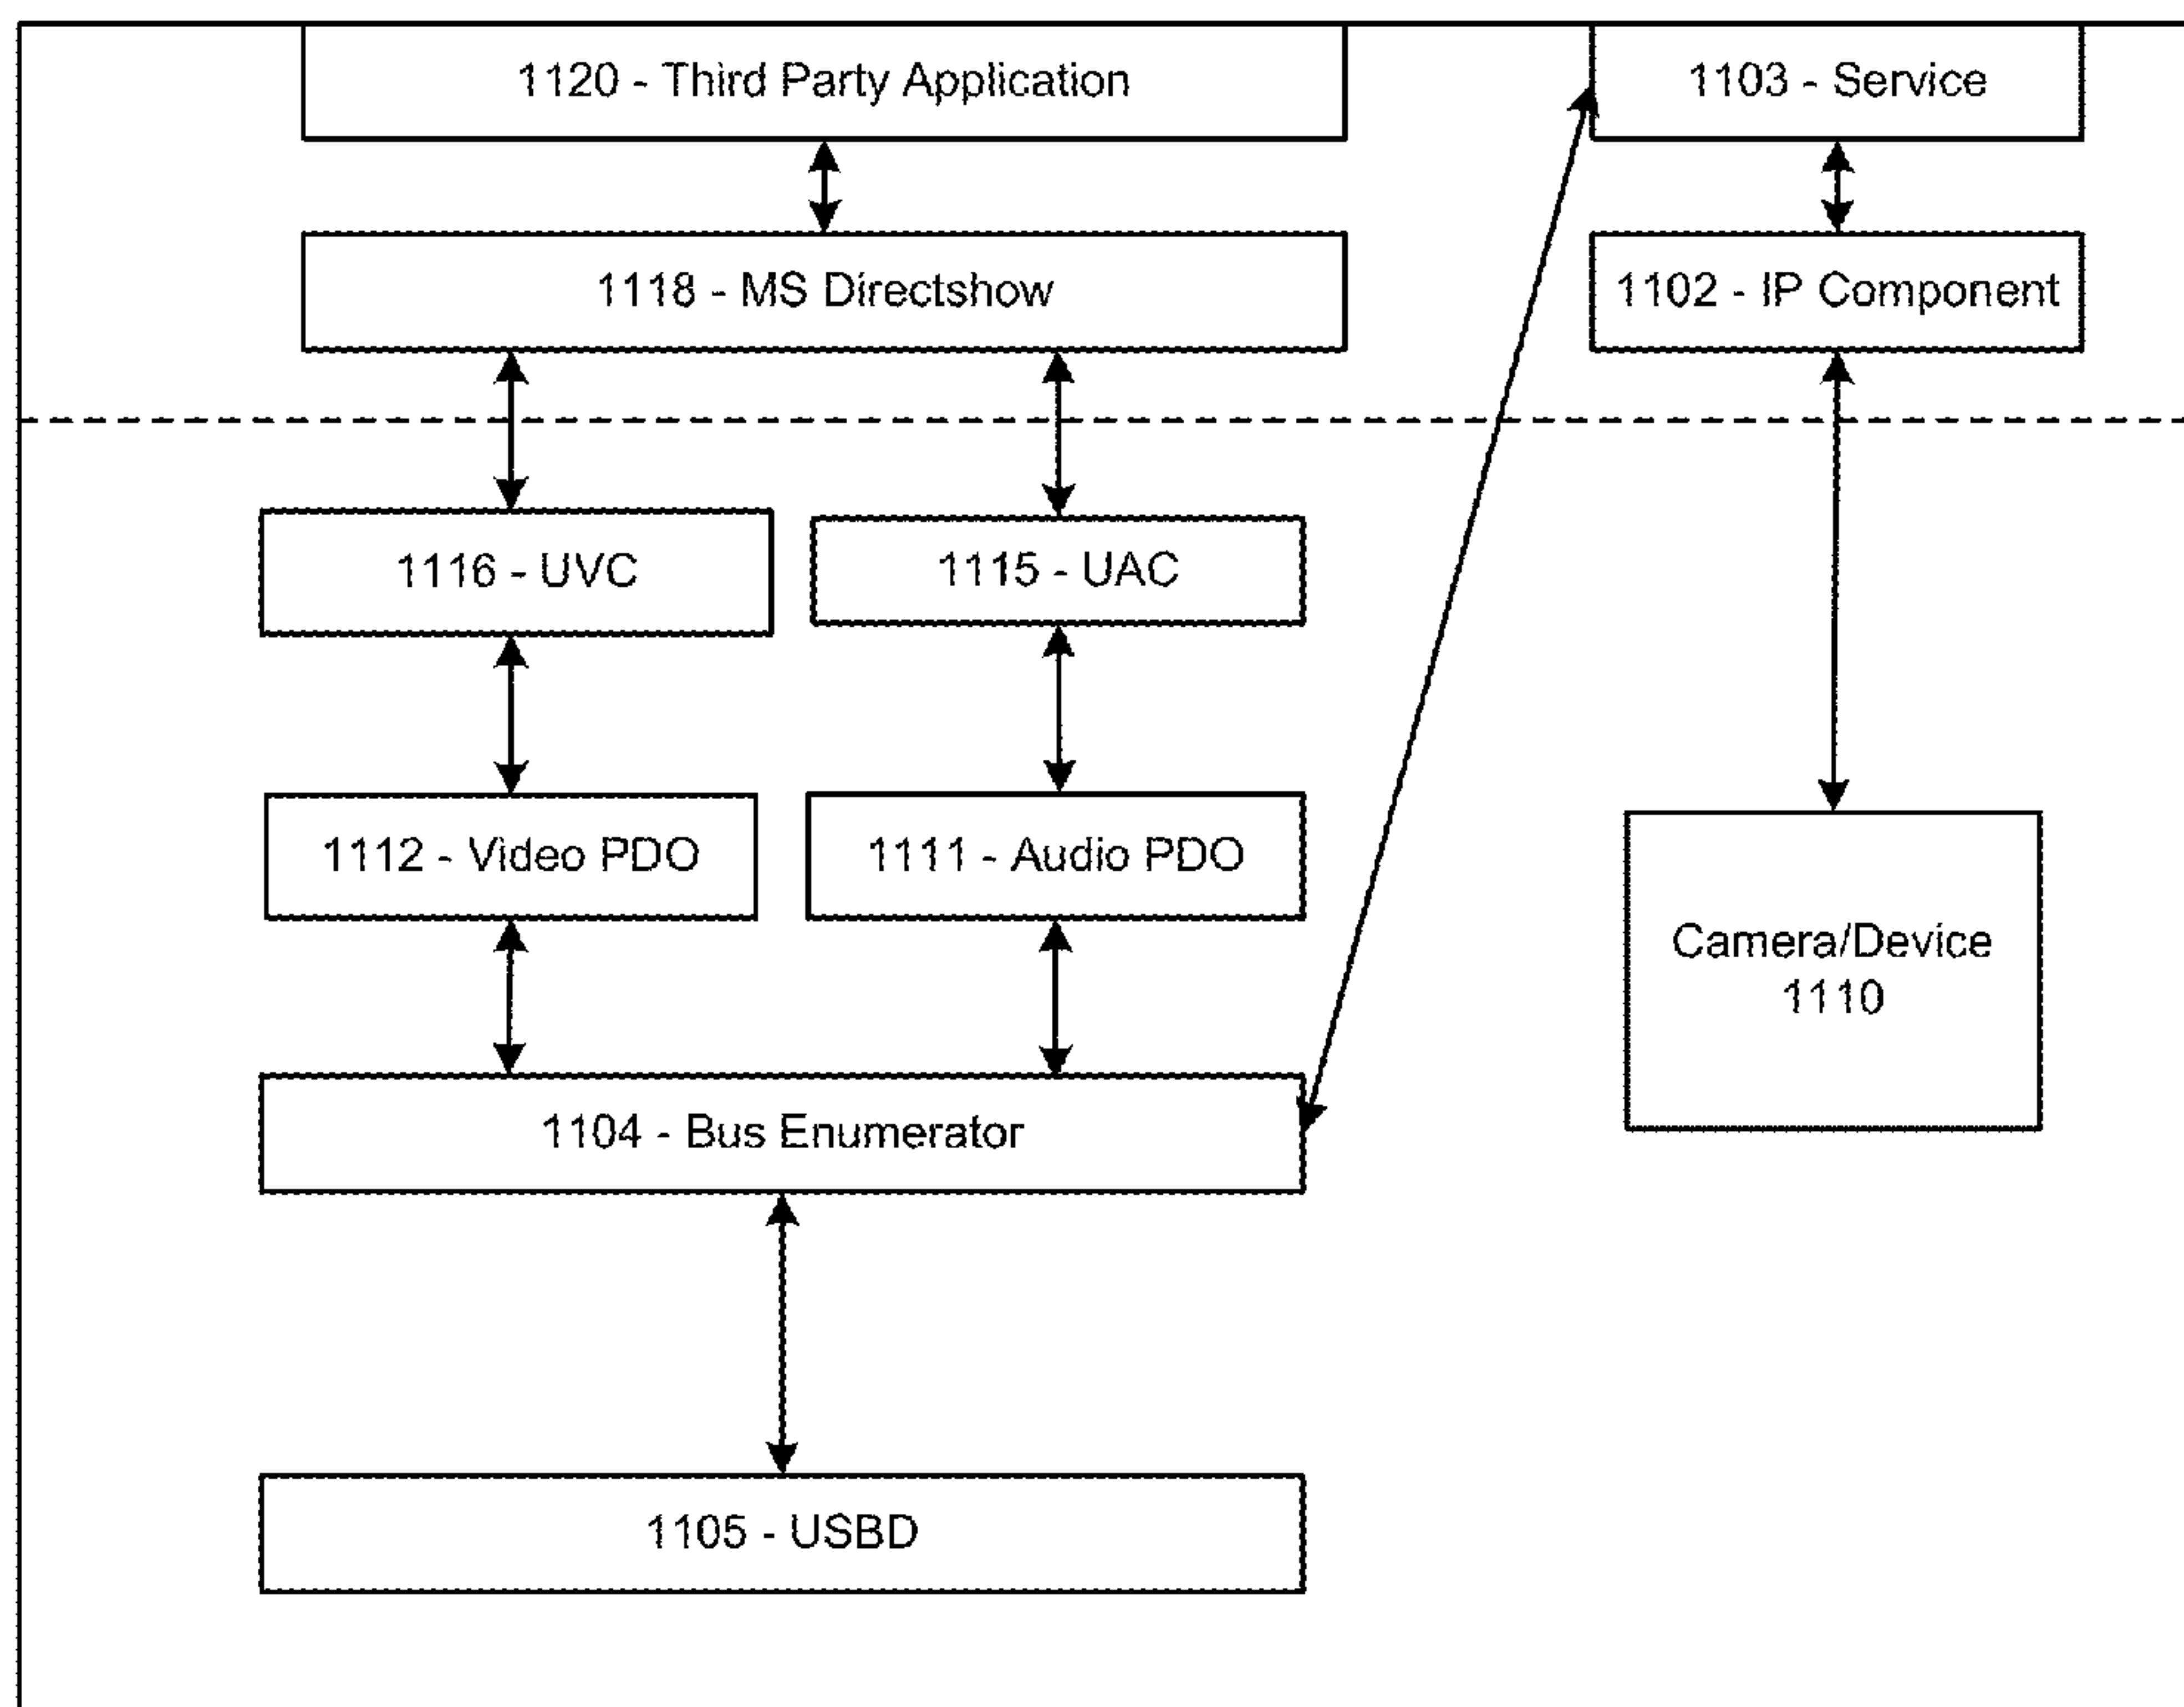 1120 - Third Party Application
1103 - Service
1118 - MS Directshow
1102 - IP Component
1116 - UVC
1115 - UAC
1112 - Video PDO
1111 - Audio PDO
Camera/Device
1110
1104 - Bus Enumerator
1105 - USBD